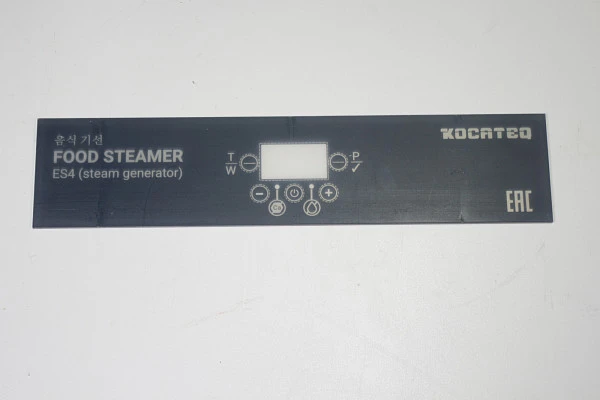 음식 기선
FOOD STEAMER
ES4 (steam generator)
T
W
P
✓
KOCATEQ
EAC